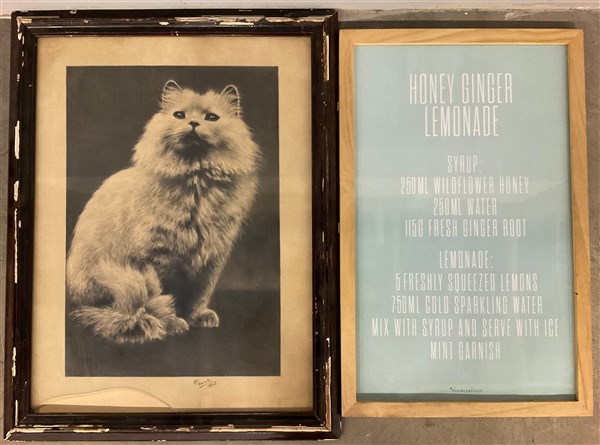 HONEY GINGER
LEMONADE
SYRUP:
250ML WILDFLOWER HONEY
250ML WATER
115G FRESH GINGER ROOT
LEMONADE:
5 FRESHLY SQUEEZED LEMONS
750ML COLD SPARKLING WATER
MIX WITH SYRUP AND SERVE WITH ICE
MINT GARNISH